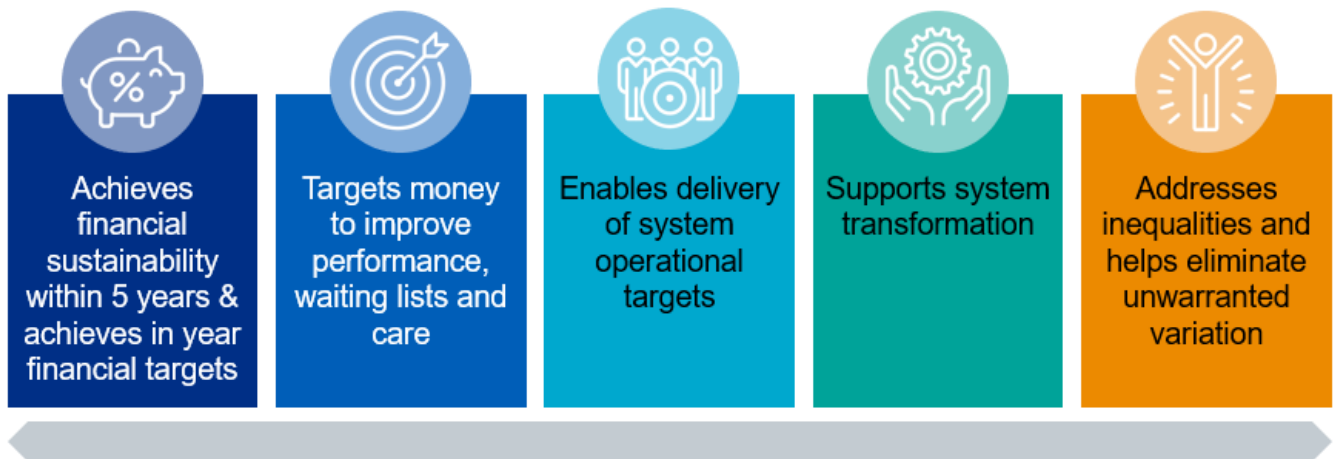 %
Achieves
financial
sustainability
within 5 years &
achieves in year
financial targets
Targets money
to improve
performance,
waiting lists and
care
Enables delivery
of system
operational
targets
Supports system
transformation
Addresses
inequalities and
helps eliminate
unwarranted
variation